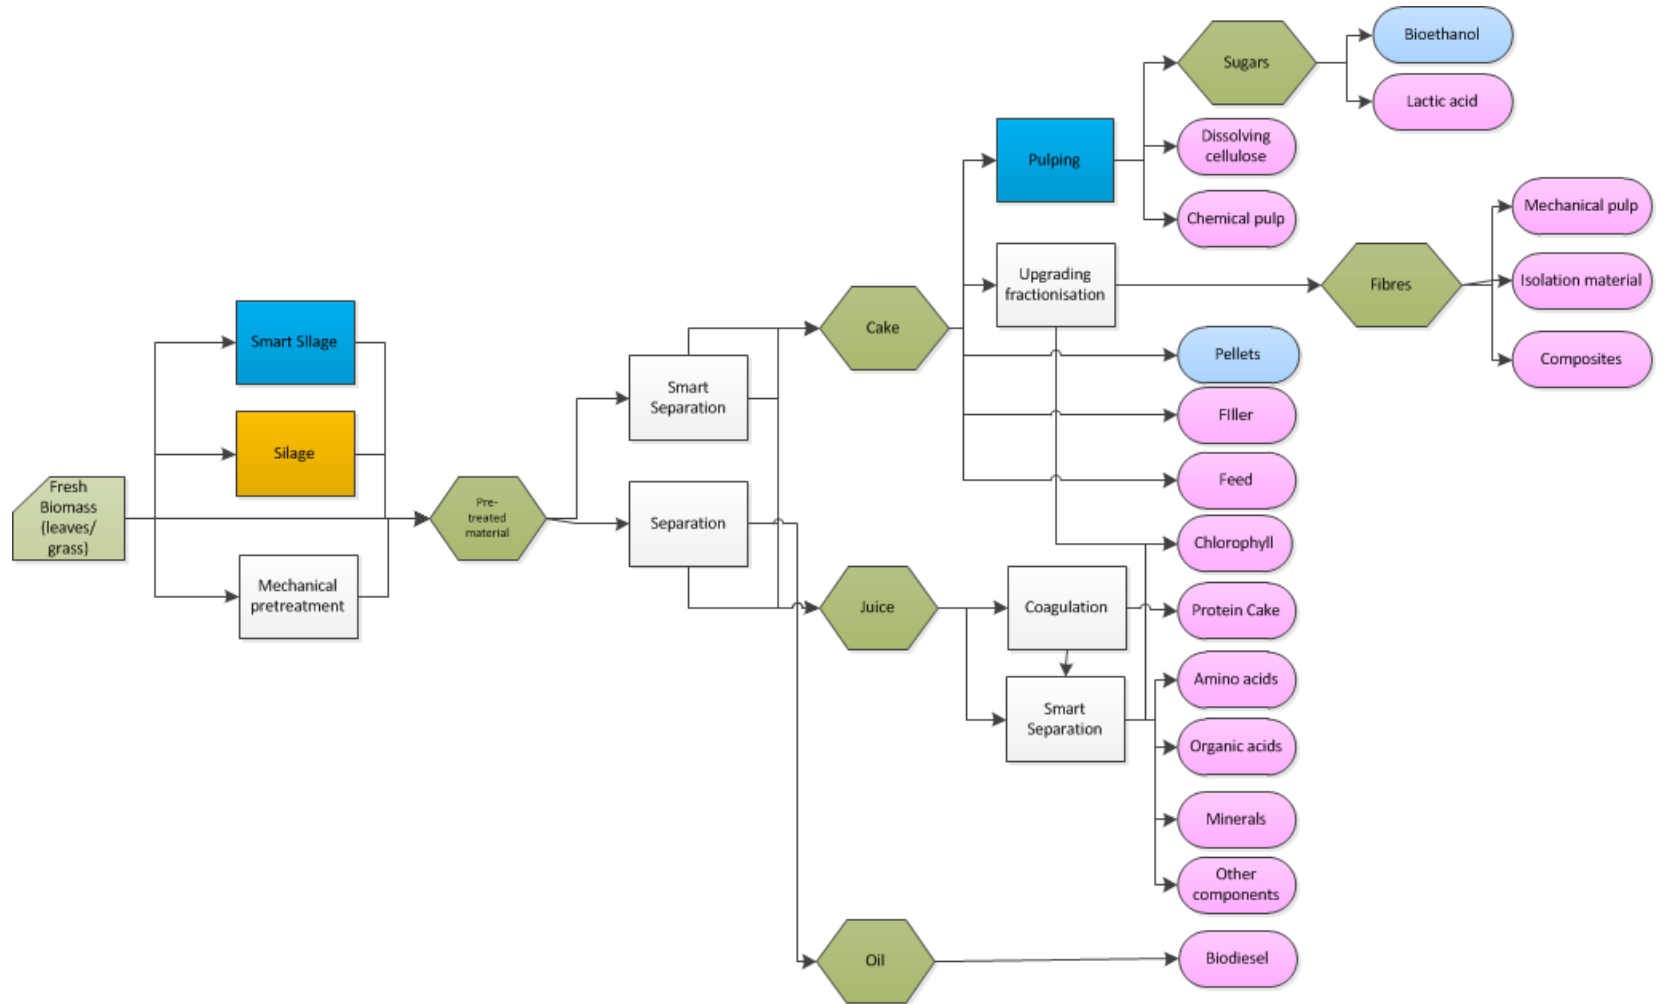 Fresh
Biomass
(leaves/
grass)
Smart SIlage
Silage
Mechanical
pretreatment
Pre-
treated
material
Smart
Separation
Separation
Cake
Juice
Oil
Pulping
Upgrading
fractionisation
Coagulation
Smart
Separation
Sugars
Dissolving
cellulose
Chemical pulp
Pellets
FIller
Feed
Chlorophyll
Protein Cake
Amino acids
Organic acids
Minerals
Other
components
Biodiesel
Bioethanol
Lactic acid
Fibres
Mechanical pulp
Isolation material
Composites